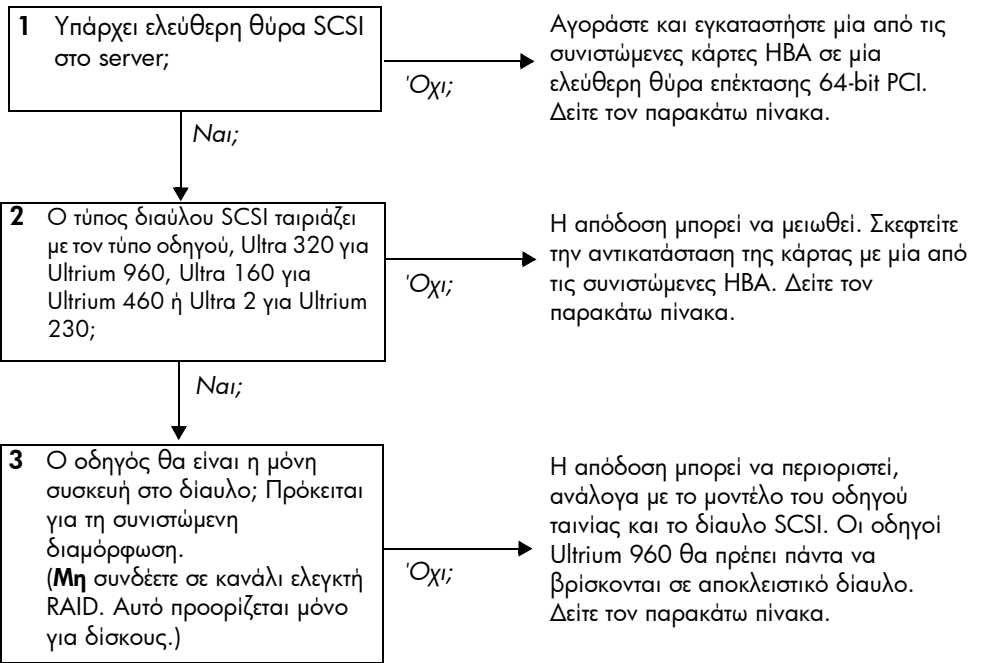 1 Υπάρχει ελεύθερη θύρα SCSI
στο server;
Όχι;
Αγοράστε και εγκαταστήστε μία από τις
συνιστώμενες κάρτες HBA σε μία
ελεύθερη θύρα επέκτασης 64-bit PCI.
Δείτε τον παρακάτω πίνακα.
Ναι;
2 Ο τύπος διαύλου SCSI ταιριάζει
με τον τύπο οδηγού, Ultra 320 για
Ultrium 960, Ultra 160 για
Ultrium 460 ή Ultra 2 για Ultrium
230;
Όχι;
Η απόδοση μπορεί να μειωθεί. Σκεφτείτε
την αντικατάσταση της κάρτας με μία από
τις συνιστώμενες HBA. Δείτε τον
παρακάτω πίνακα.
Ναι;
3 Ο οδηγός θα είναι η μόνη
συσκευή στο δίαυλο; Πρόκειται
για τη συνιστώμενη
διαμόρφωση.
(Μη συνδέετε σε κανάλι ελεγκτή
RAID. Αυτό προορίζεται μόνο
για δίσκους.)
Όχι;
Η απόδοση μπορεί να περιοριστεί,
ανάλογα με το μοντέλο του οδηγού
ταινίας και το δίαυλο SCSI. Οι οδηγοί
Ultrium 960 θα πρέπει πάντα να
βρίσκονται σε αποκλειστικό δίαυλο.
Δείτε τον παρακάτω πίνακα.